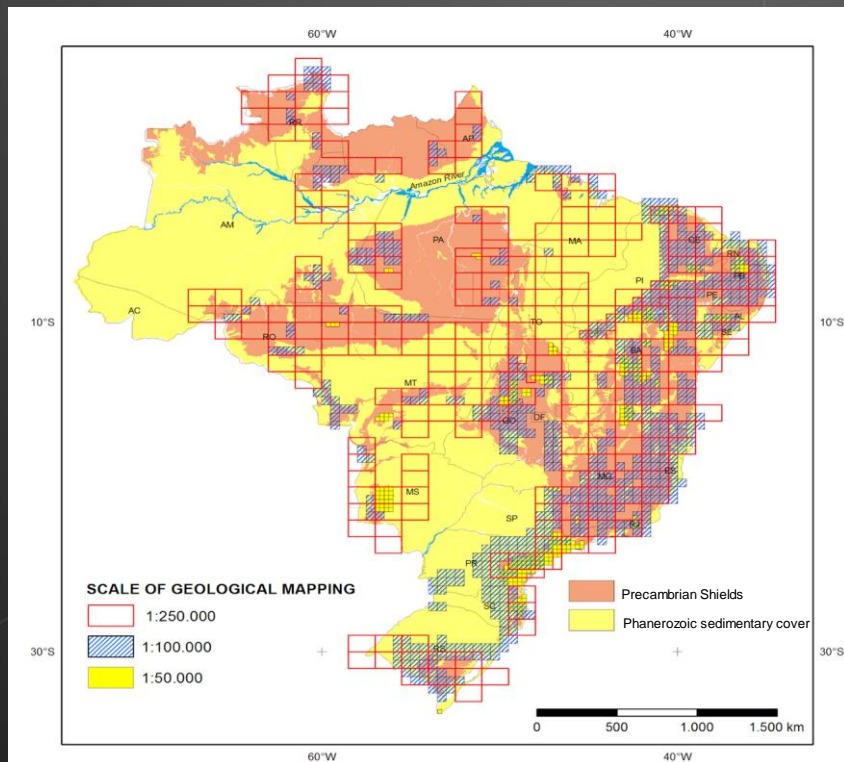 60°W 40°W
RR
AP
Amazon River
AM
PA
MA
CE
RN
PB
PI
PE
AC
AL
10°S 10°S
TO
SE
RO
BA
MT
GO
DF
MG
ES
MS
SP
RJ
PR
SCALE OF GEOLOGICAL MAPPING
1:250.000
Precambrian Shields
SC
1:100.000
Phanerozoic sedimentary cover
RS
30°S 30°S
1:50.000
0 500 1.000 1.500 km
60°W 40°W